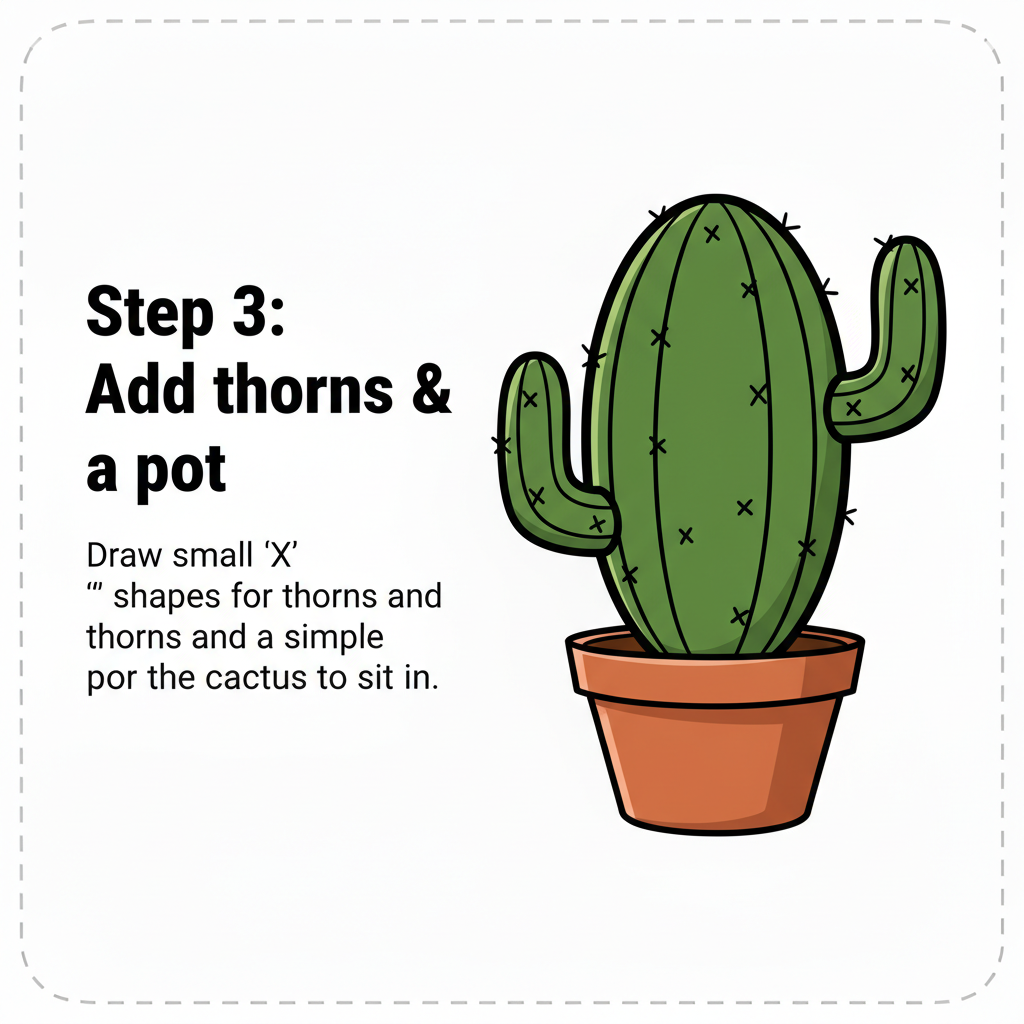 Step 3:
Add thorns &
a pot
Draw small ‘X’
‘” shapes for thorns and
thorns and a simple
por the cactus to sit in.